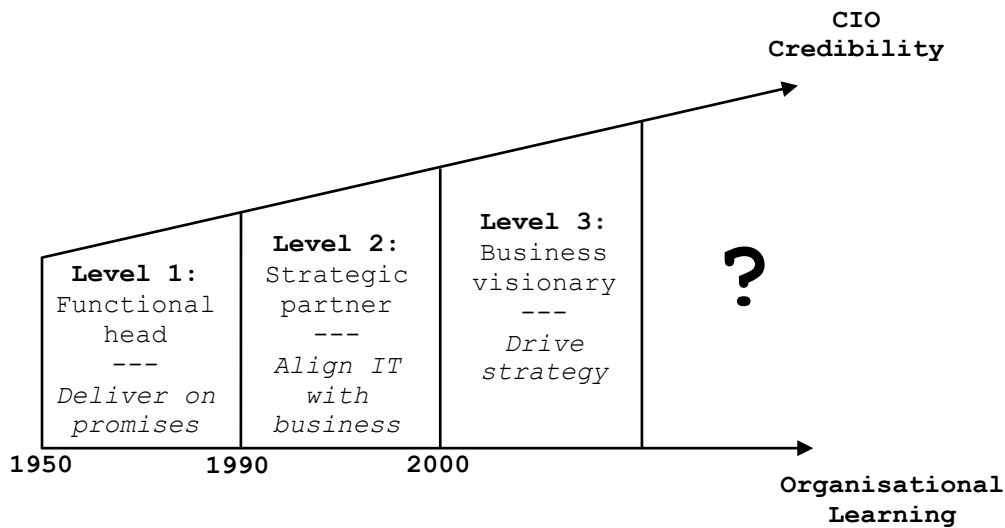 CIO
Credibility
Level 1:
Functional
head
---
Deliver on
promises
Level 2:
Strategic
partner
---
Align IT
with
business
Level 3:
Business
visionary
---
Drive
strategy
?
1950
1990
2000
Organisational
Learning